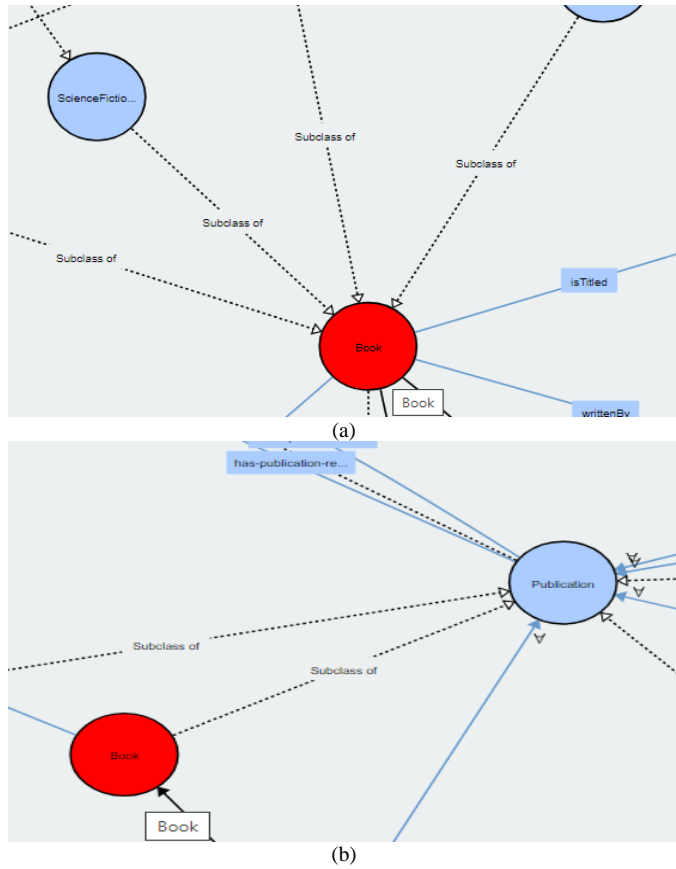 ScienceFictio...
Subclass of
Subclass of
Subclass of
Subclass of
isTitled
Book
Book
writtenBy
(a)
has-publication-re...
Publication
Subclass of
Subclass of
Book
Book
(b)